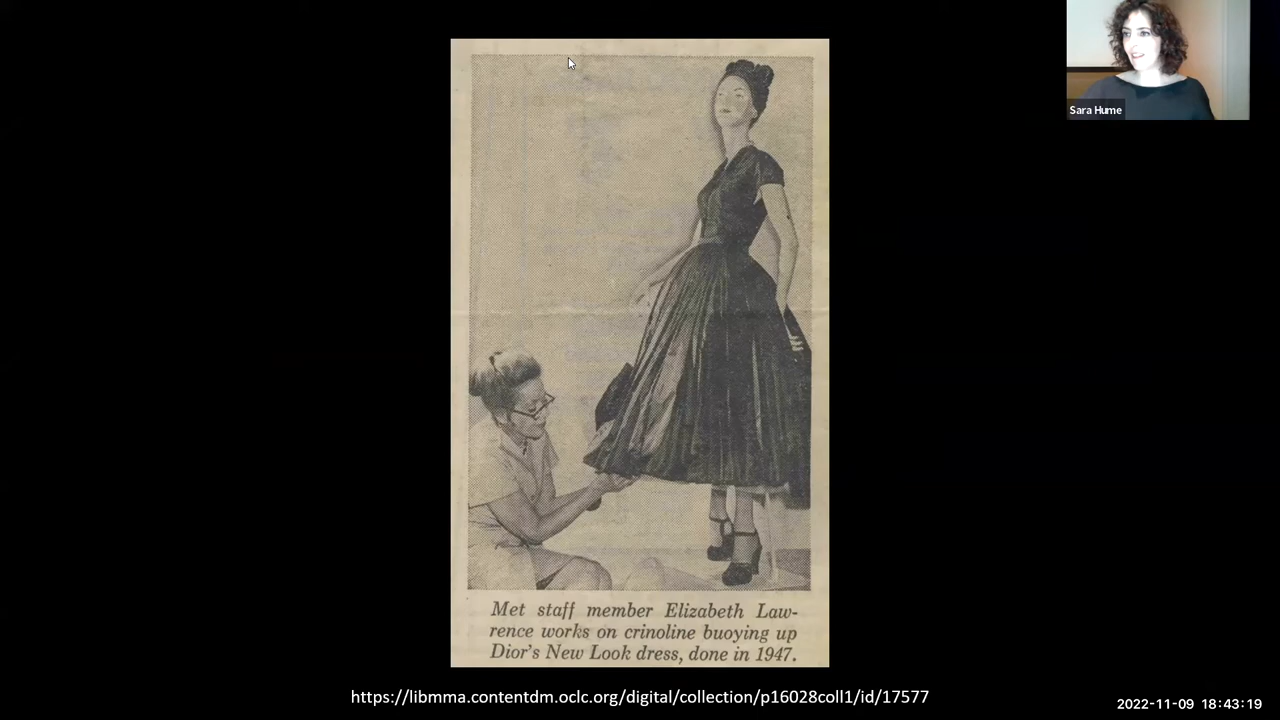 Sara Hume
Met staff member Elizabeth Law-
rence works on crinoline buoying up
Dior's New Look dress, done in 1947.
https://libmma.contentdm.oclc.org/digital/collection/p16028coll1/id/17577
2022-11-09 18:43:19